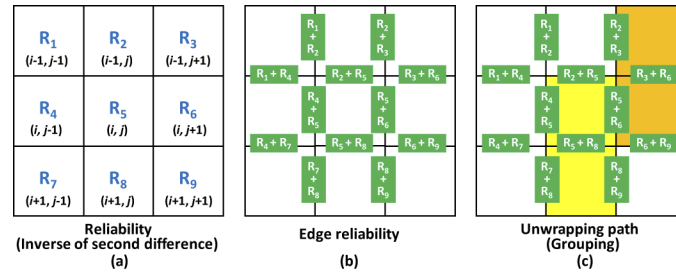 R1 R2 R3
(i-1, j-1) (i-1, j) (i-1, j+1)
R4 R5 R6
(i, j-1) (i, j) (i, j+1)
R7 R8 R9
(i+1, j-1) (i+1, j) (i+1, j+1)
Reliability
(Inverse of second difference)
(a)
R1 + R2
R2 + R3
R1 + R4
R2 + R5
R3 + R6
R4 + R5
R5 + R6
R4 + R7
R5 + R8
R6 + R9
R7 + R8
R8 + R9
Edge reliability
(b)
R1 + R2
R2 + R3
R1 + R4
R2 + R5
R3 + R6
R4 + R5
R5 + R6
R4 + R7
R5 + R8
R6 + R9
R7 + R8
R8 + R9
Unwrapping path
(Grouping)
(c)